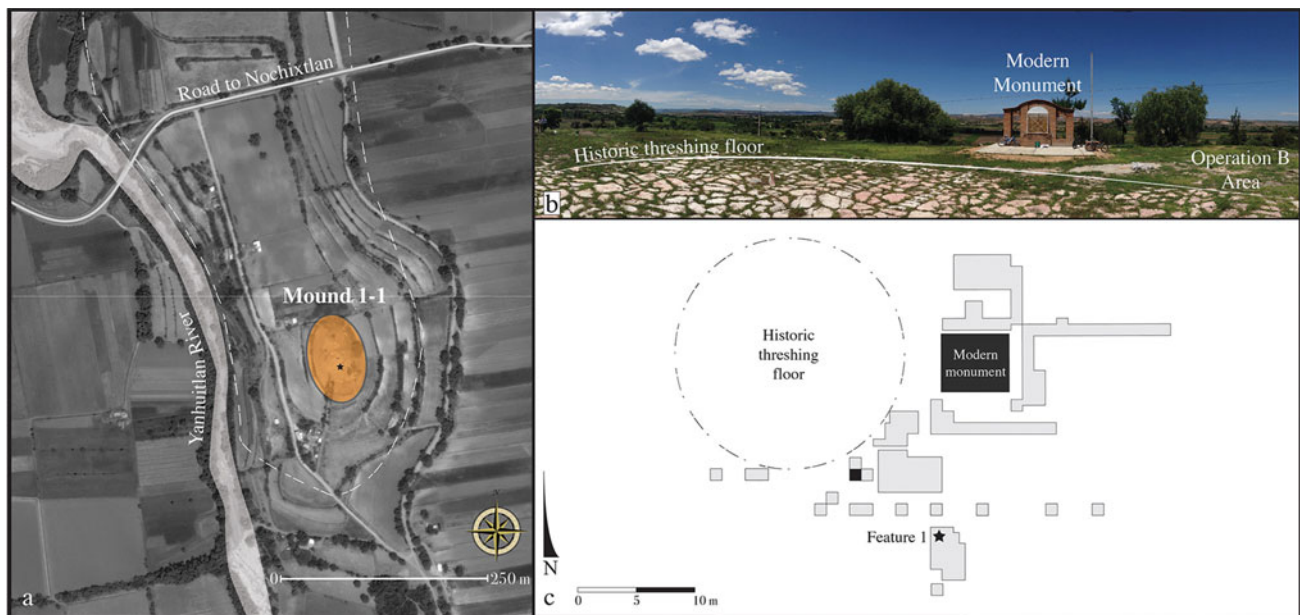 Road to Nochixtlan
Mound 1-1
Yanhuitlan River
0
250 m
a
Modern
Monument
Historic threshing floor
Operation B
Area
b
Historic
threshing
floor
Modern
monument
Feature 1
N
0
5
10 m
c